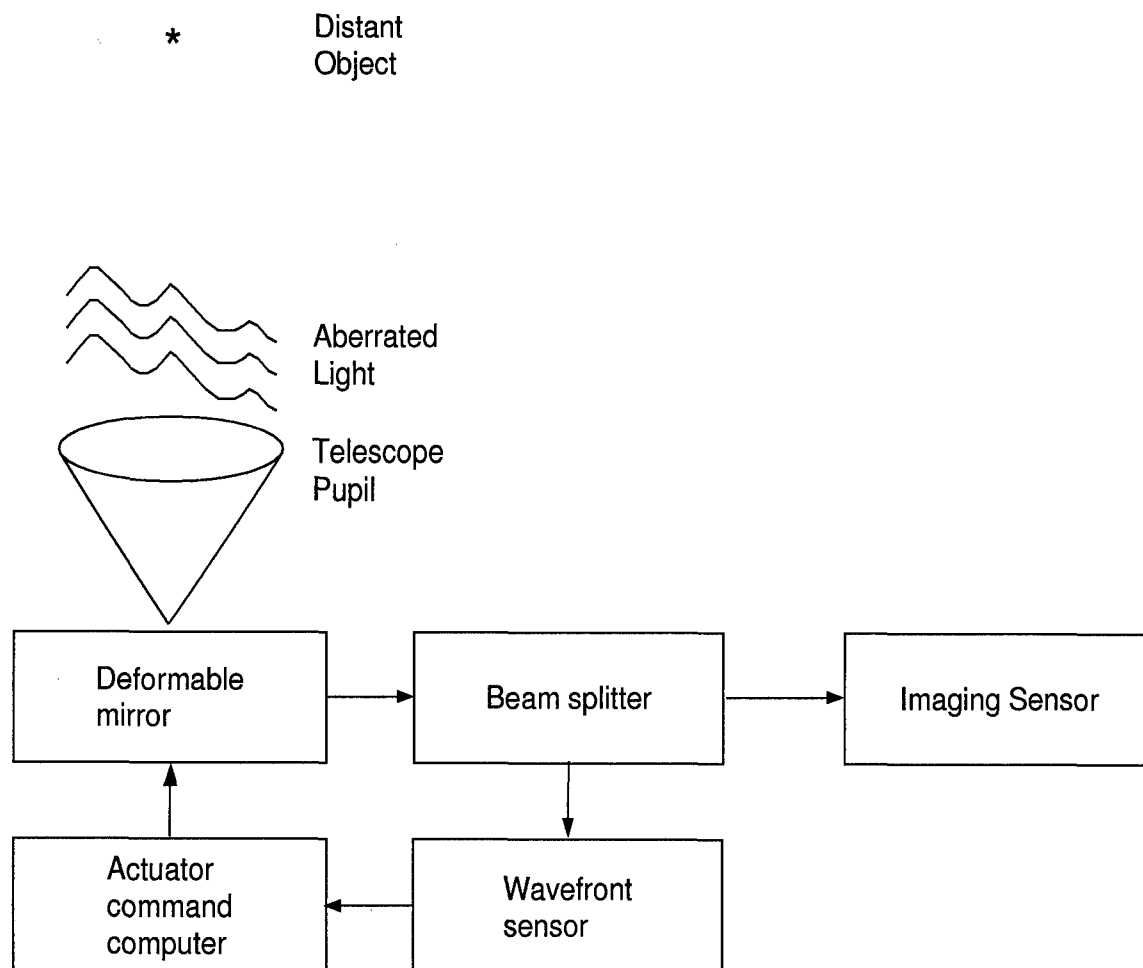 *
Distant
Object
Aberrated
Light
Telescope
Pupil
Deformable
mirror
Beam splitter
Imaging Sensor
Actuator
command
computer
Wavefront
sensor